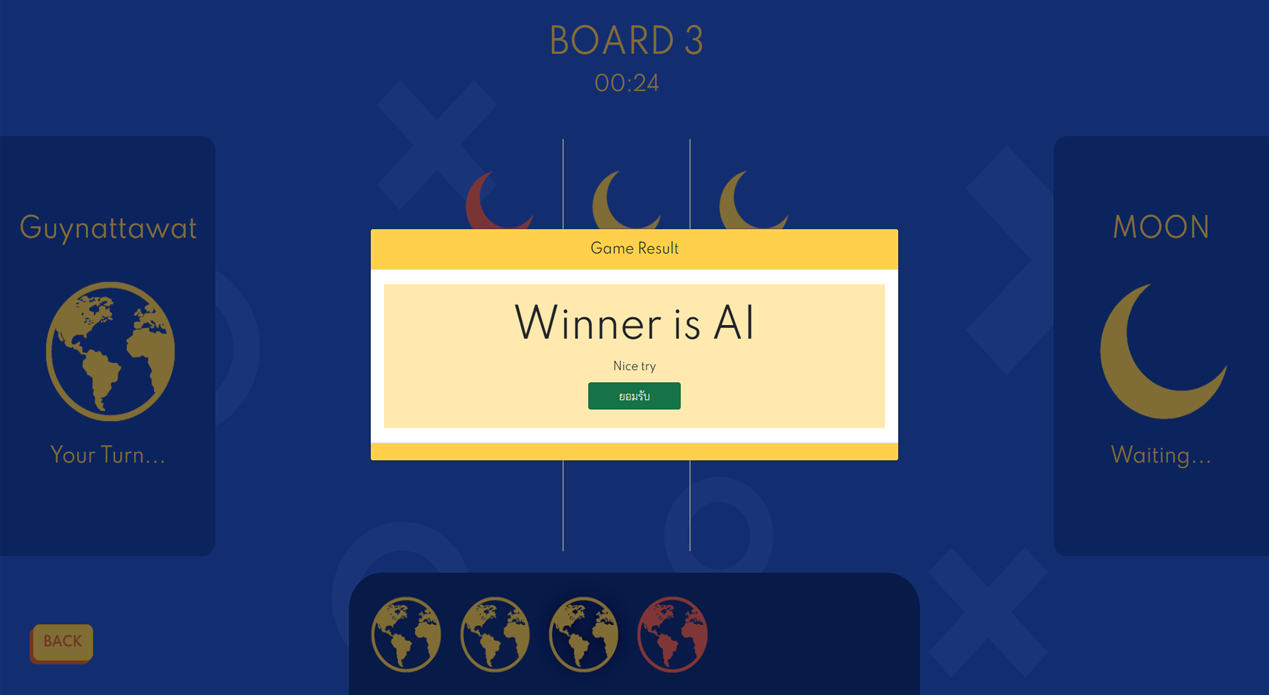 BOARD 3
00:24
Guynattawat
Your Turn...
MOON
Waiting...
Game Result
Winner is AI
Nice try
ยอมรับ
BACK